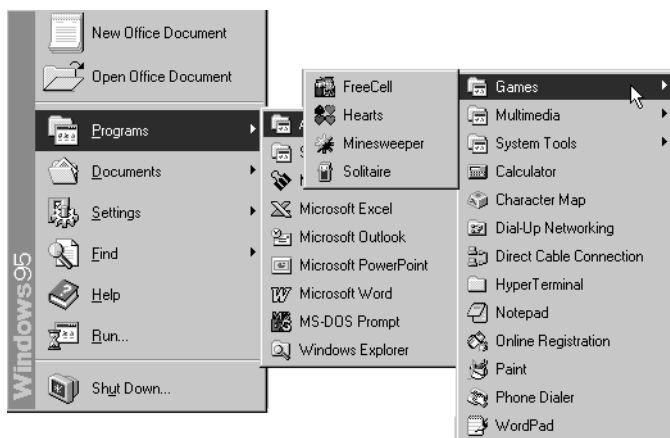 New Office Document
Open Office Document
Programs
Documents
Settings
Find
Help
Run...
Shut Down...
Windows95
FreeCell
Hearts
Minesweeper
Solitaire
Microsoft Excel
Microsoft Outlook
Microsoft PowerPoint
Microsoft Word
MS-DOS Prompt
Windows Explorer
Games
Multimedia
System Tools
Calculator
Character Map
Dial-Up Networking
Direct Cable Connection
HyperTerminal
Notepad
Online Registration
Paint
Phone Dialer
WordPad